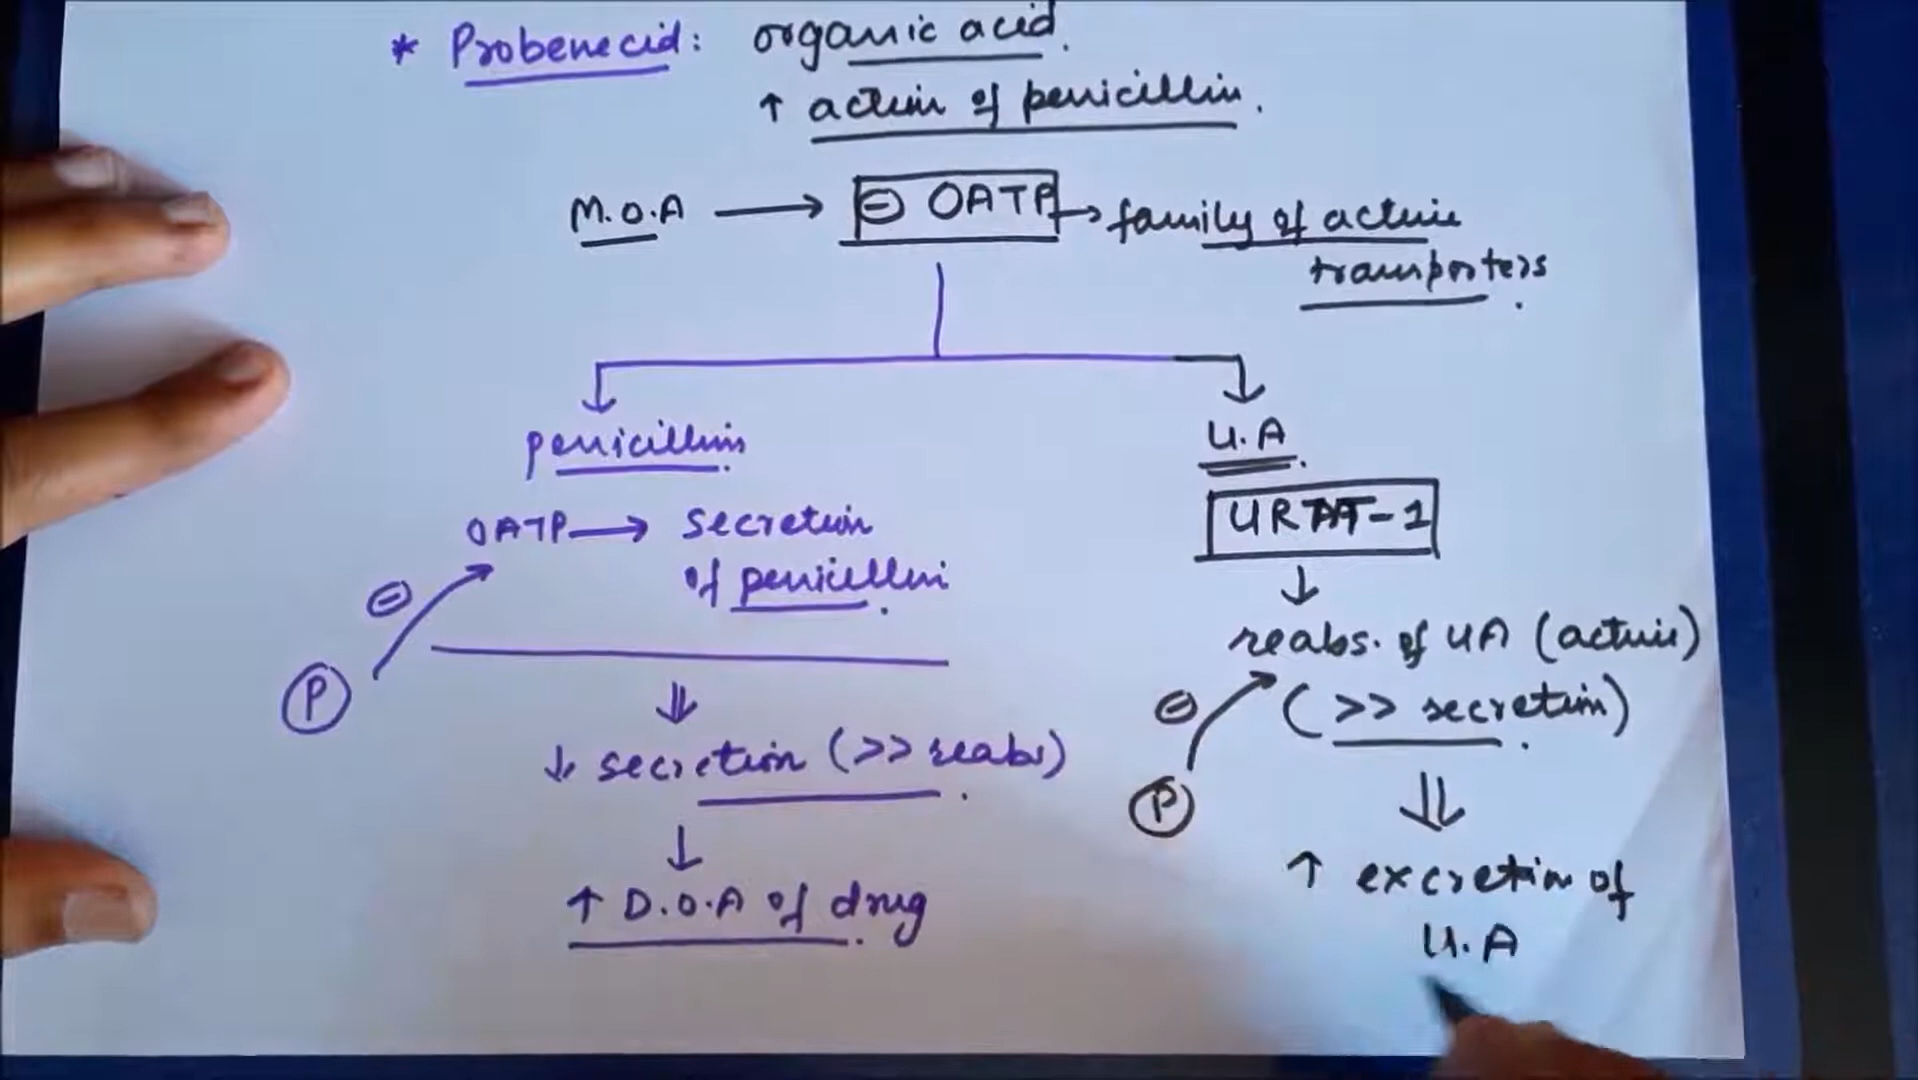 * Probenecid: organic acid.
↑ action of penicillin.
M.O.A → ⊖ OATP → family of active
transporters.
penicillin.
OATP → secretion
of penicillin.
⊖
P
↓ secretion (>> reabs).
↓
↑ D.O.A of drug.
U.A.
URAT-1
↓
reabs. of UA (active)
(>> secretion).
⊖
P
↑ excretion of
U.A